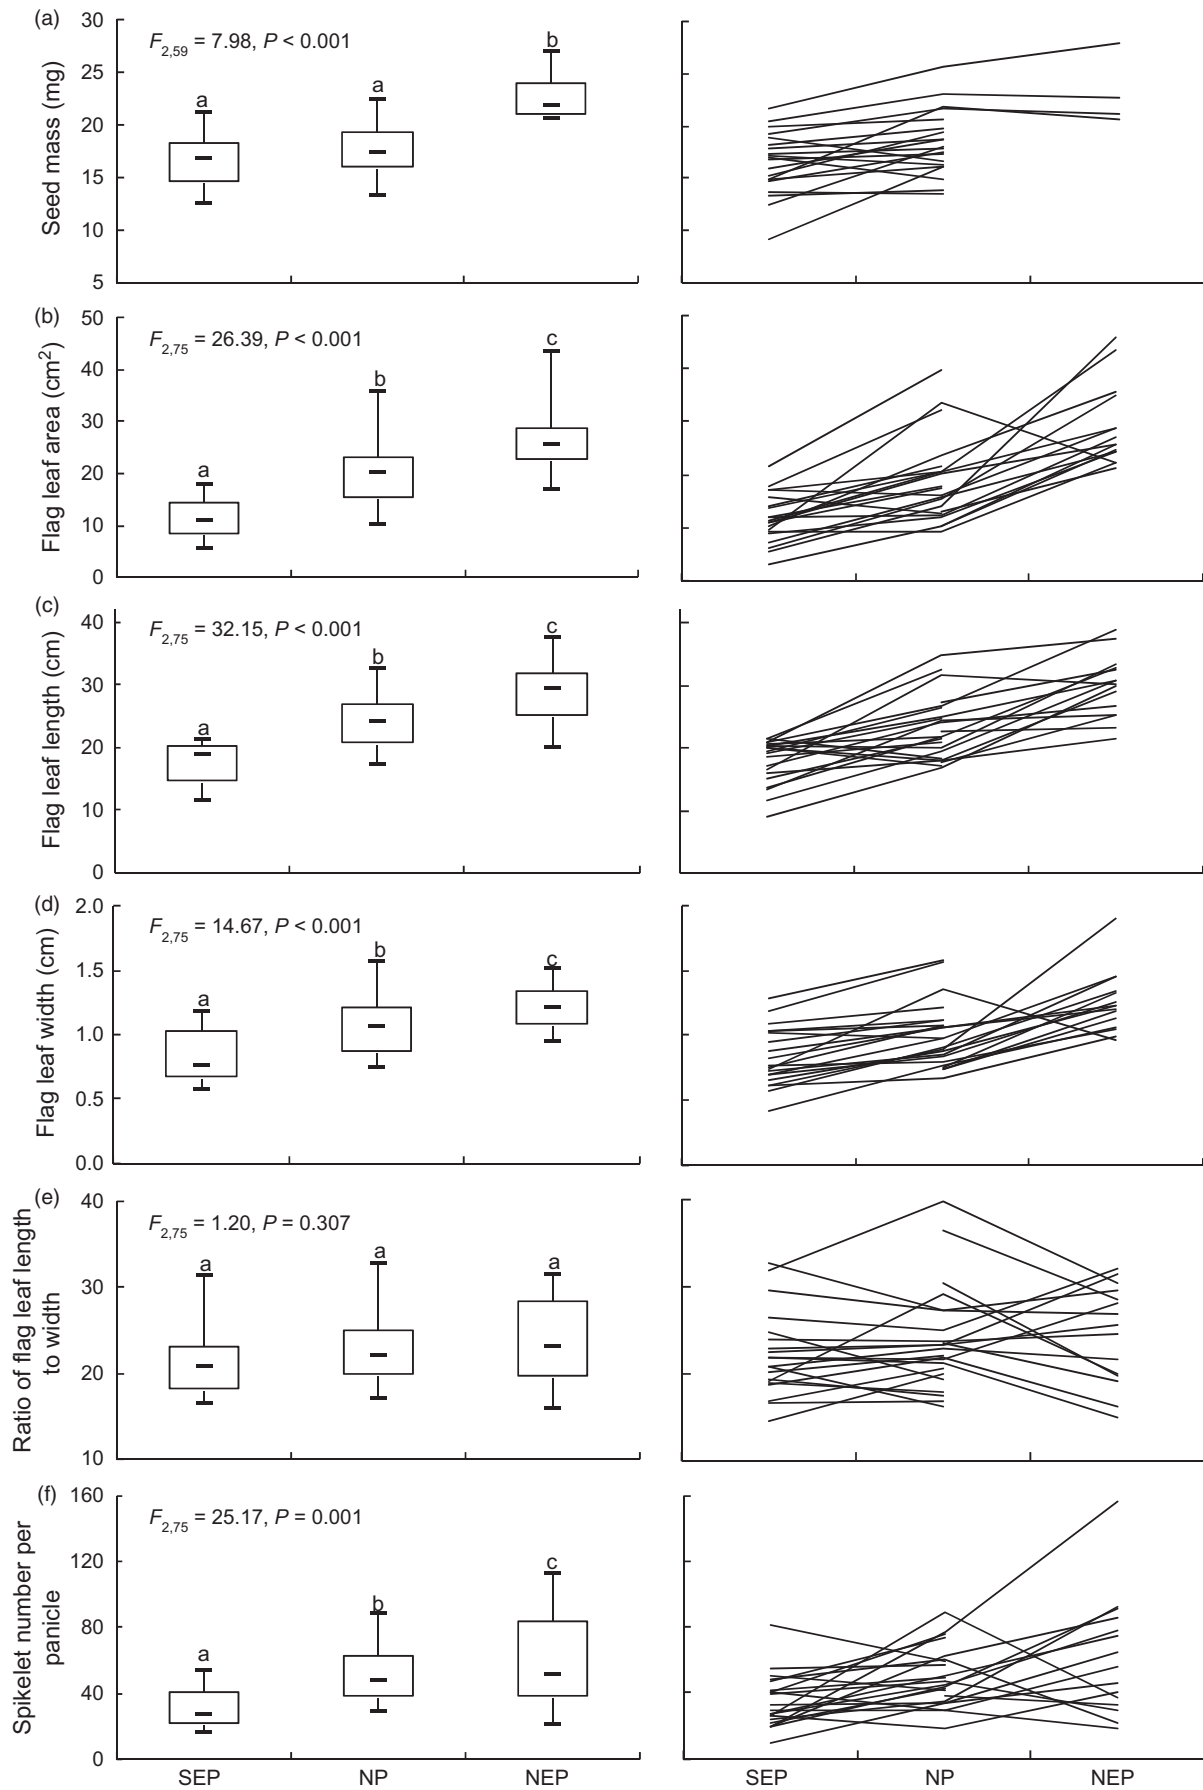 (a)
Seed mass (mg)
30
25
20
15
10
5
F2,59 = 7.98, P < 0.001
a
a
b
(b)
Flag leaf area (cm²)
50
40
30
20
10
0
F2,75 = 26.39, P < 0.001
a
b
c
(c)
Flag leaf length (cm)
40
30
20
10
0
F2,75 = 32.15, P < 0.001
a
b
c
(d)
Flag leaf width (cm)
2.0
1.5
1.0
0.5
0.0
F2,75 = 14.67, P < 0.001
a
b
c
(e)
Ratio of flag leaf length
to width
40
30
20
10
F2,75 = 1.20, P = 0.307
a
a
a
(f)
Spikelet number per
panicle
160
120
80
40
0
F2,75 = 25.17, P = 0.001
a
b
c
SEP NP NEP
SEP NP NEP